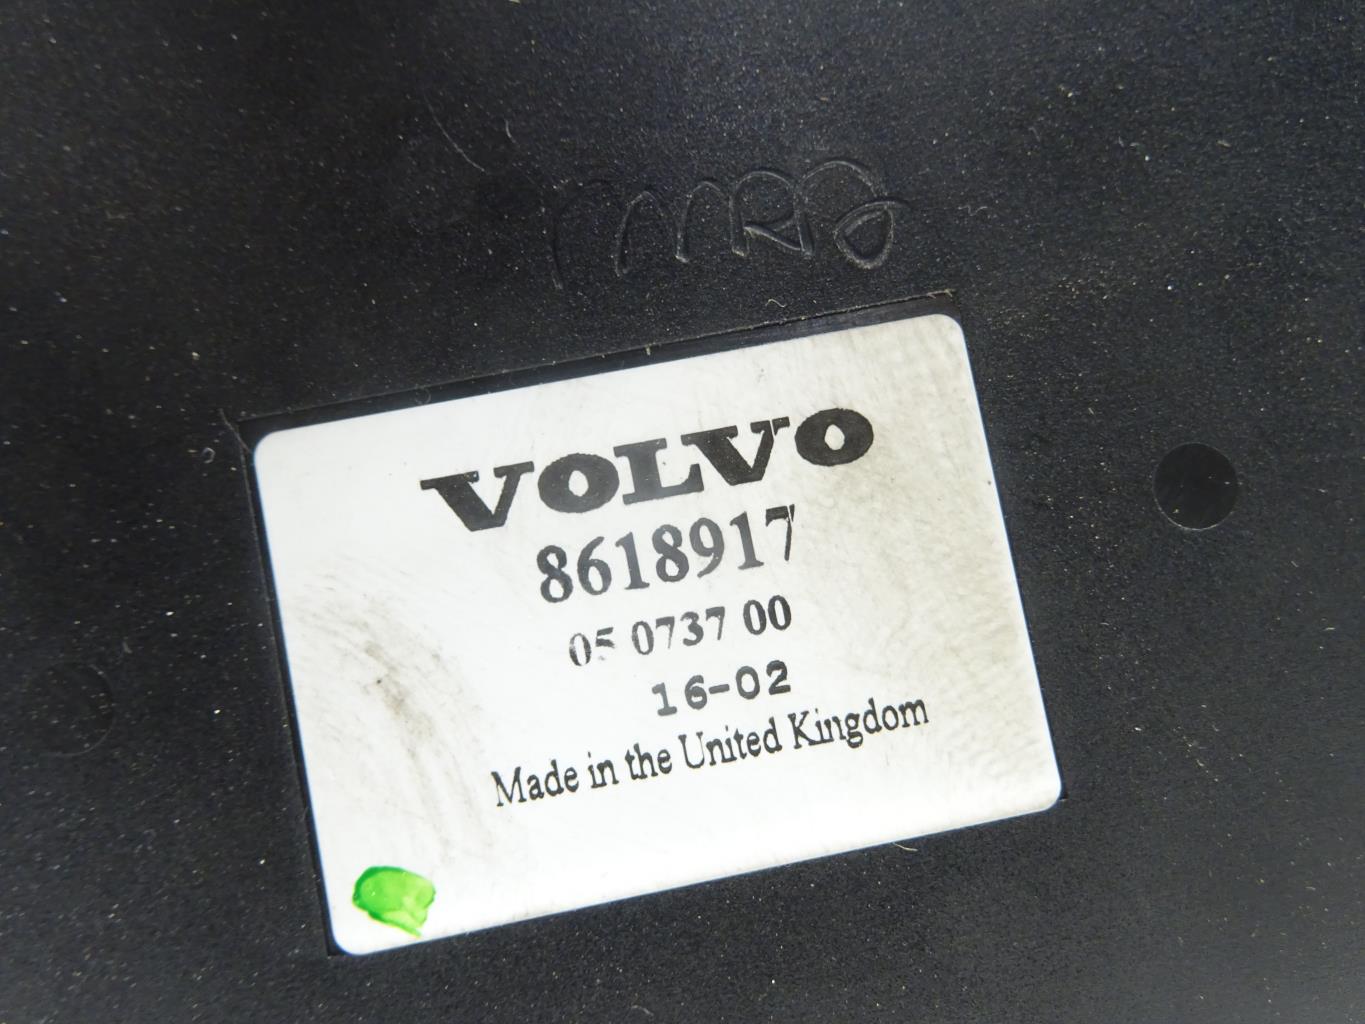 VOLVO
8618917
05 0737 00
16-02
Made in the United Kingdom